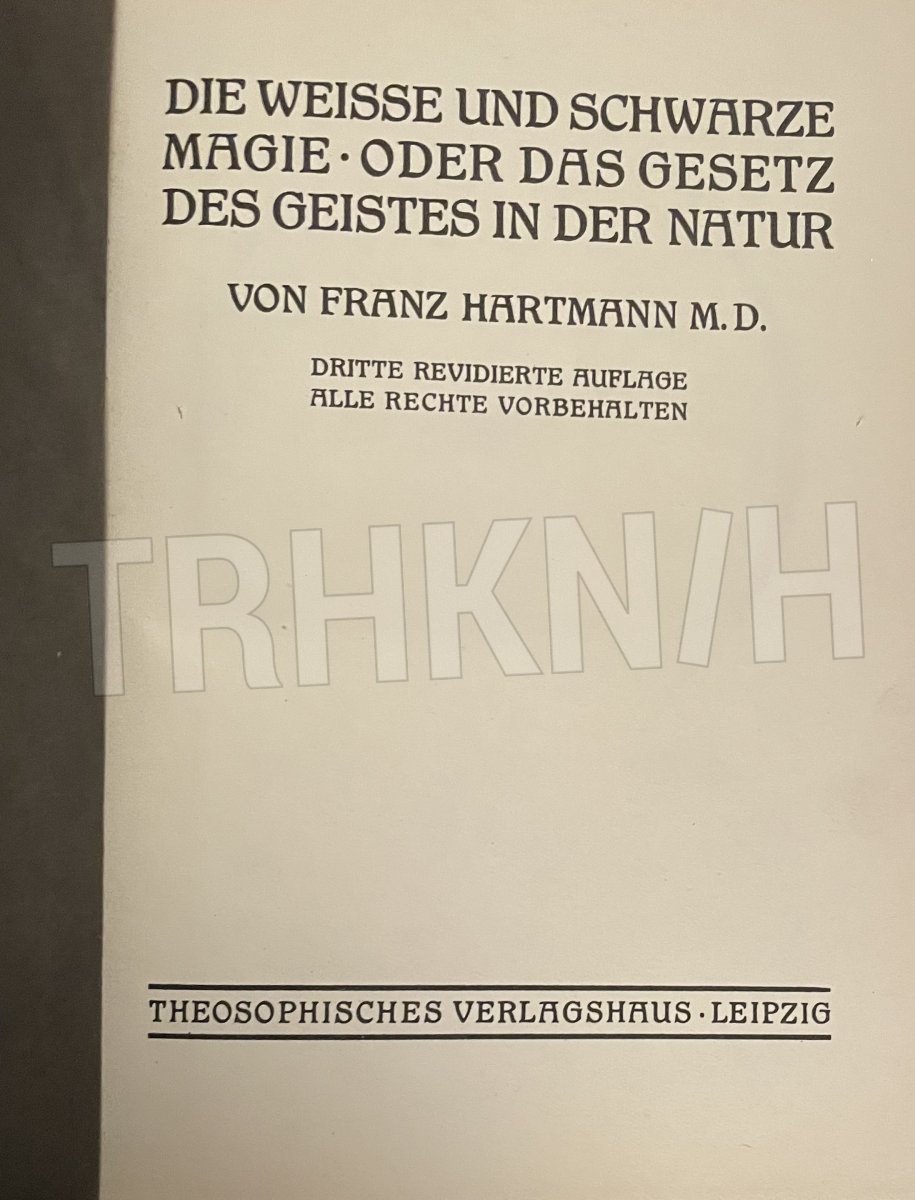 DIE WEISSE UND SCHWARZE
MAGIE · ODER DAS GESETZ
DES GEISTES IN DER NATUR
VON FRANZ HARTMANN M. D.
DRITTE REVIDIERTE AUFLAGE
ALLE RECHTE VORBEHALTEN
TRHKN/H
THEOSOPHISCHES VERLAGSHAUS · LEIPZIG